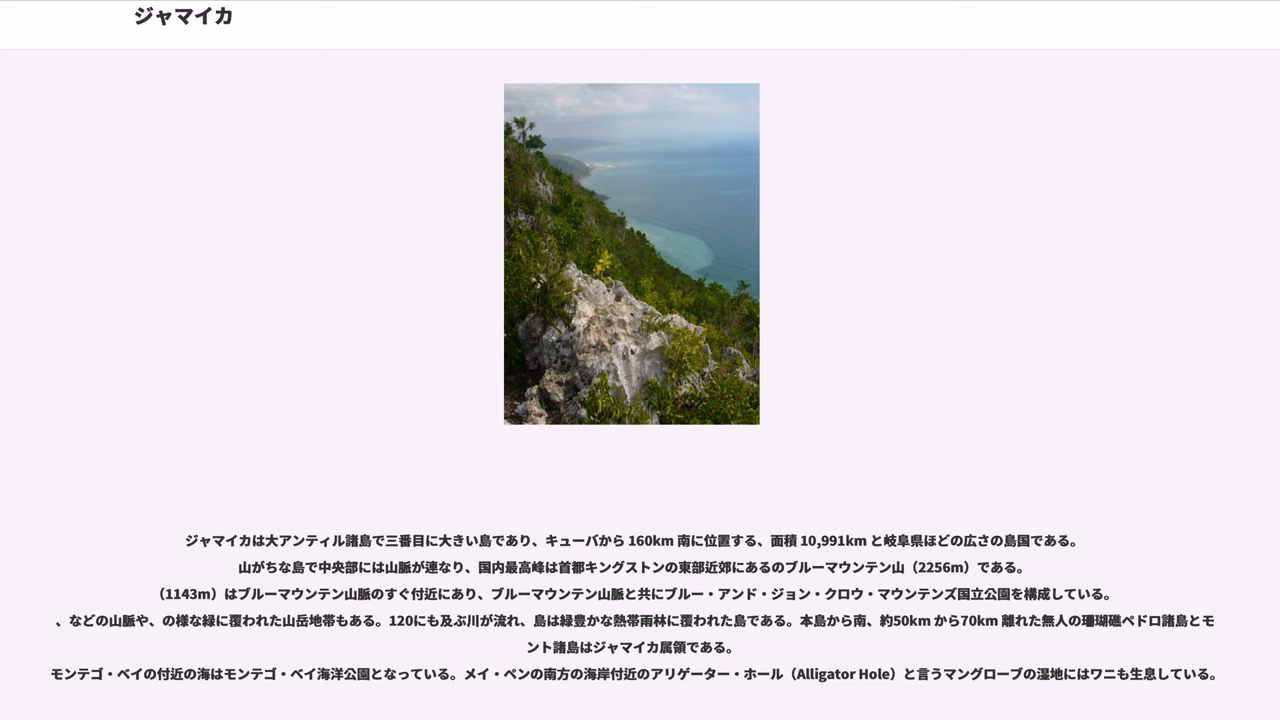 ジャマイカ
ジャマイカは大アンティル諸島で三番目に大きい島であり、キューバから 160km 南に位置する、面積 10,991km と岐阜県ほどの広さの島国である。
山がちな島で中央部には山脈が連なり、国内最高峰は首都キングストンの東部近郊にあるのブルーマウンテン山（2256m）である。
（1143m）はブルーマウンテン山脈のすぐ付近にあり、ブルーマウンテン山脈と共にブルー・アンド・ジョン・クロウ・マウンテンズ国立公園を構成している。
、などの山脈や、の様な緑に覆われた山岳地帯もある。120にも及ぶ川が流れ、島は緑豊かな熱帯雨林に覆われた島である。本島から南、約50km から70km 離れた無人の珊瑚礁ペドロ諸島とモ
ント諸島はジャマイカ属領である。
モンテゴ・ベイの付近の海はモンテゴ・ベイ海洋公園となっている。メイ・ペンの南方の海岸付近のアリゲーター・ホール（Alligator Hole）と言うマングローブの湿地にはワニも生息している。